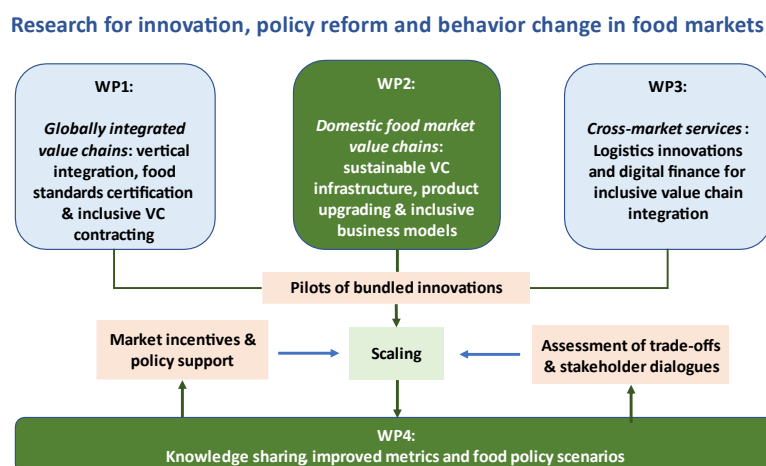 Research for innovation, policy reform and behavior change in food markets
WP1:
Globally integrated
value chains: vertical
integration, food
standards certification
& inclusive VC
contracting
WP2:
Domestic food market
value chains:
sustainable VC
infrastructure, product
upgrading & inclusive
business models
WP3:
Cross-market services :
Logistics innovations
and digital finance for
inclusive value chain
integration
Pilots of bundled innovations
Market incentives &
policy support
Scaling
Assessment of trade-offs
& stakeholder dialogues
WP4:
Knowledge sharing, improved metrics and food policy scenarios